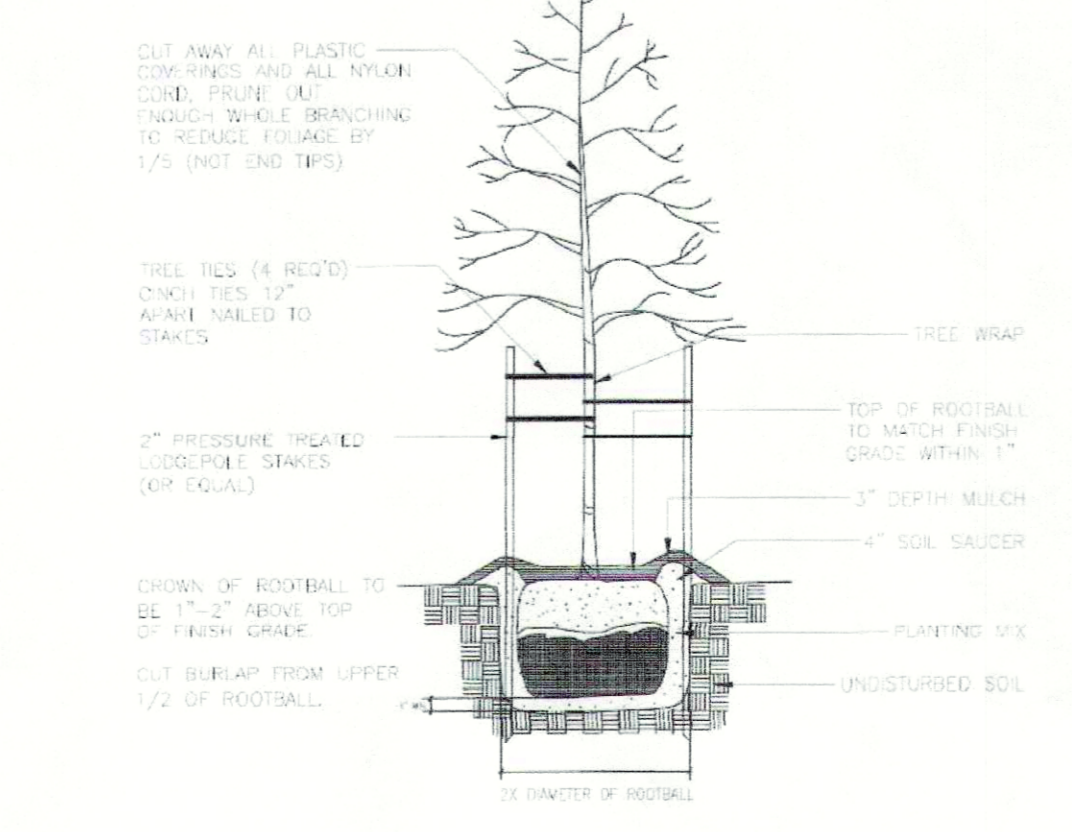 CUT AWAY ALL PLASTIC
COVERINGS AND ALL NYLON
CORD, PRUNE OUT
ENOUGH WHOLE BRANCHING
TO REDUCE FOLIAGE BY
1/5 (NOT END TIPS)
TREE TIES (4 REQ'D)
CINCH TIES 12"
APART NAILED TO
STAKES
2" PRESSURE TREATED
LODGEPOLE STAKES
(OR EQUAL)
CROWN OF ROOTBALL TO
BE 1"-2" ABOVE TOP
OF FINISH GRADE.
CUT BURLAP FROM UPPER
1/2 OF ROOTBALL.
TREE WRAP
TOP OF ROOTBALL
TO MATCH FINISH
GRADE WITHIN 1"
3" DEPTH MULCH
4" SOIL SAUCER
PLANTING MIX
UNDISTURBED SOIL
2X DIAMETER OF ROOTBALL